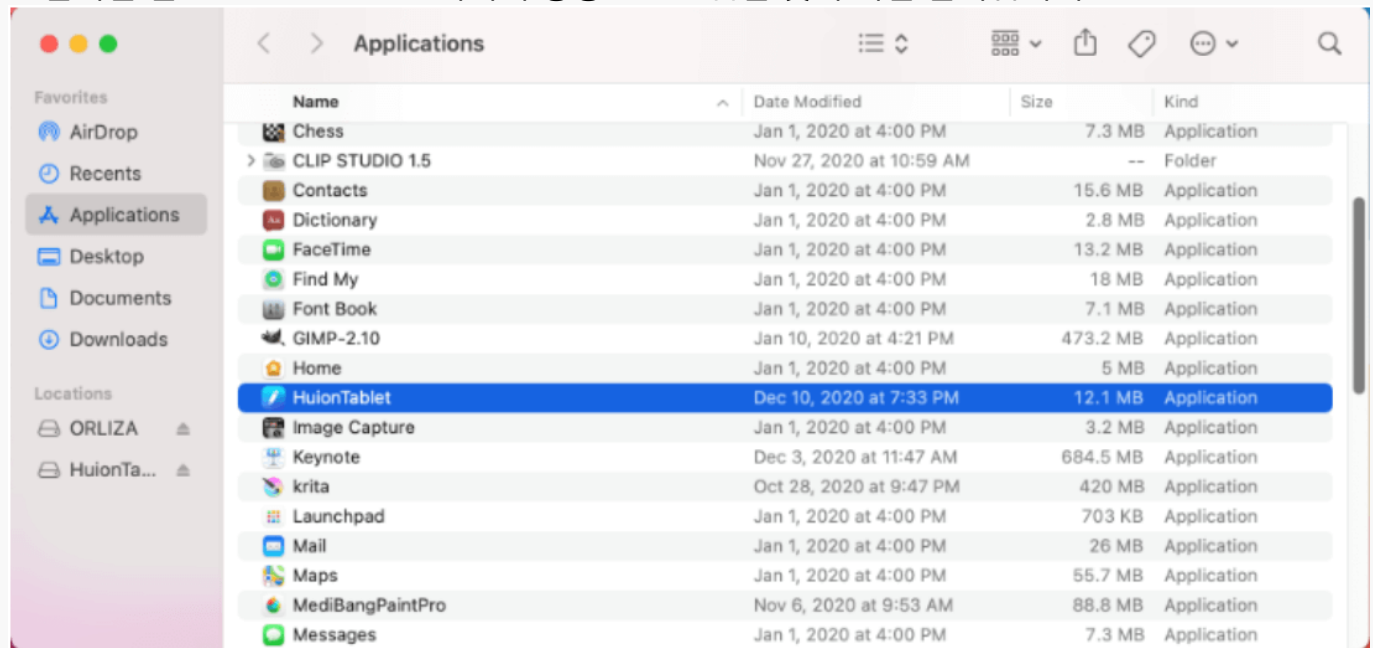 Applications
Favorites
AirDrop
Recents
Applications
Desktop
Documents
Downloads
Locations
ORLIZA
HuionTa...
Name Date Modified Size Kind
Chess Jan 1, 2020 at 4:00 PM 7.3 MB Application
CLIP STUDIO 1.5 Nov 27, 2020 at 10:59 AM -- Folder
Contacts Jan 1, 2020 at 4:00 PM 15.6 MB Application
Dictionary Jan 1, 2020 at 4:00 PM 2.8 MB Application
FaceTime Jan 1, 2020 at 4:00 PM 13.2 MB Application
Find My Jan 1, 2020 at 4:00 PM 18 MB Application
Font Book Jan 1, 2020 at 4:00 PM 7.1 MB Application
GIMP-2.10 Jan 10, 2020 at 4:21 PM 473.2 MB Application
Home Jan 1, 2020 at 4:00 PM 5 MB Application
HuionTablet Dec 10, 2020 at 7:33 PM 12.1 MB Application
Image Capture Jan 1, 2020 at 4:00 PM 3.2 MB Application
Keynote Dec 3, 2020 at 11:47 AM 684.5 MB Application
krita Oct 28, 2020 at 9:47 PM 420 MB Application
Launchpad Jan 1, 2020 at 4:00 PM 703 KB Application
Mail Jan 1, 2020 at 4:00 PM 26 MB Application
Maps Jan 1, 2020 at 4:00 PM 55.7 MB Application
MediBangPaintPro Nov 6, 2020 at 9:53 AM 88.8 MB Application
Messages Jan 1, 2020 at 4:00 PM 7.3 MB Application